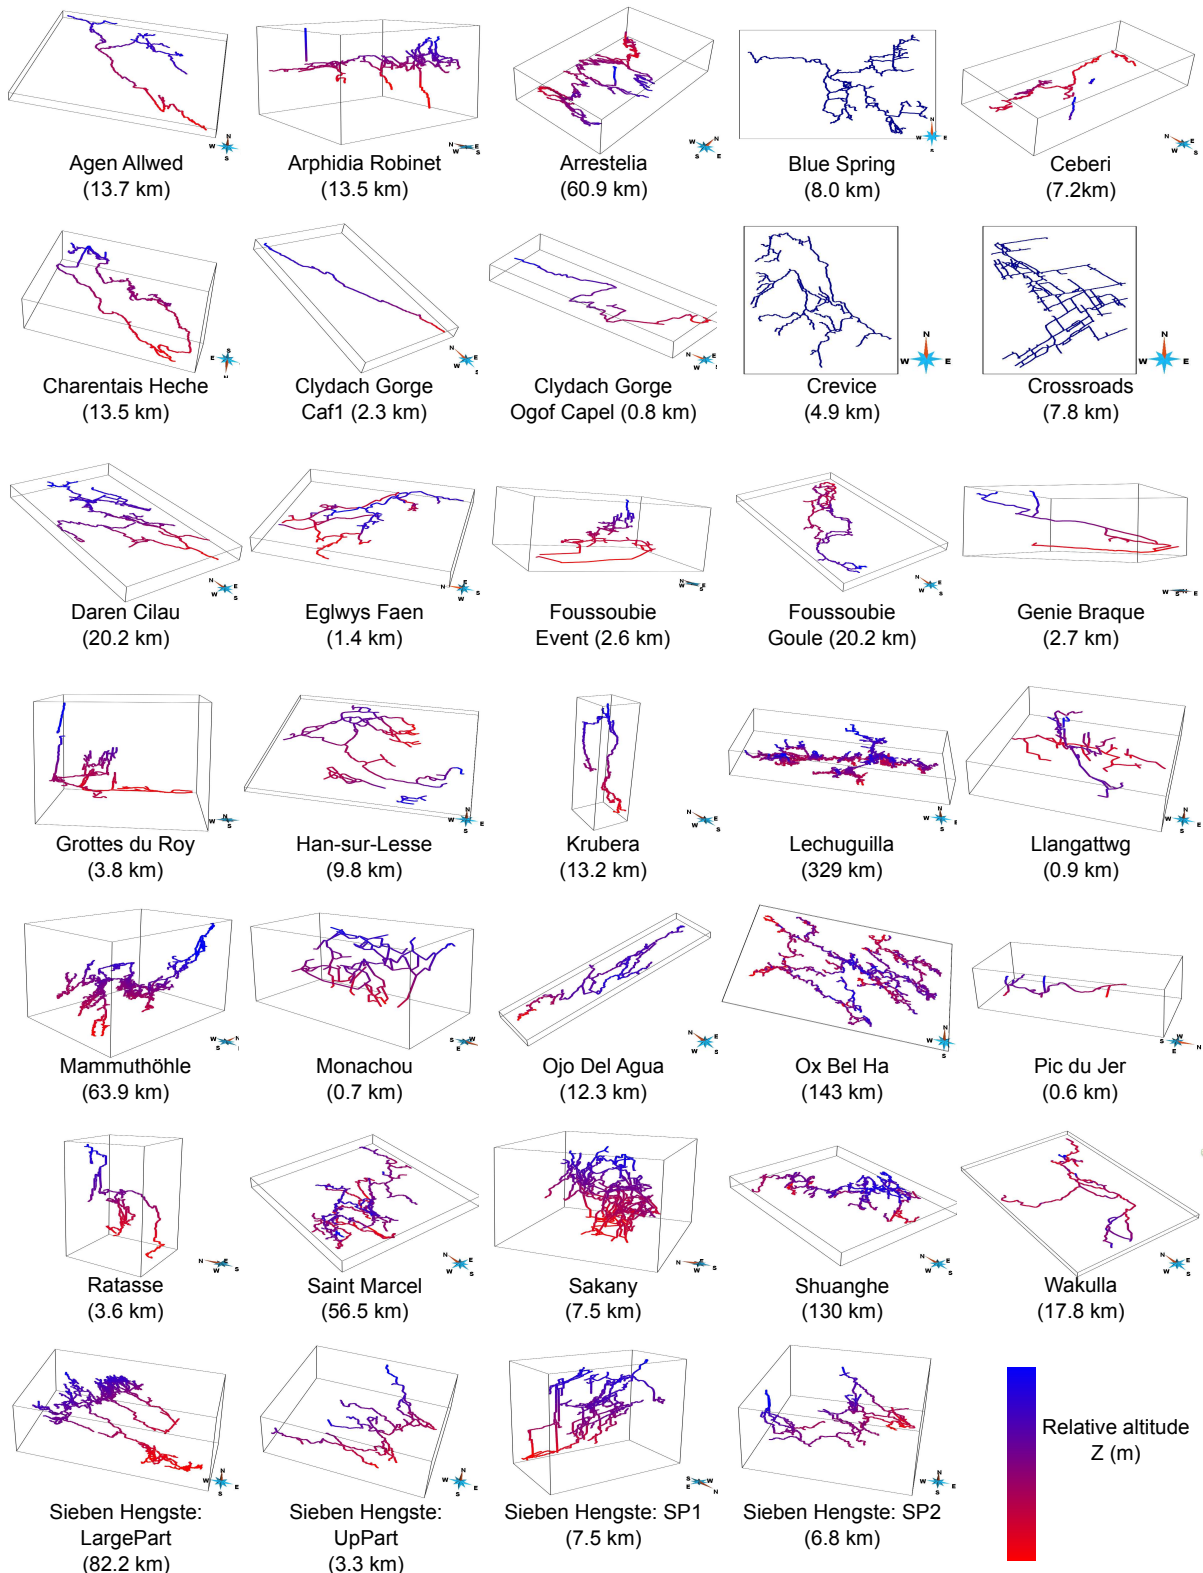 Agen Allwed
(13.7 km)
Arphidia Robinet
(13.5 km)
Arrestelia
(60.9 km)
Blue Spring
(8.0 km)
Ceberi
(7.2km)
Charentais Heche
(13.5 km)
Clydach Gorge
Caf1 (2.3 km)
Clydach Gorge
Ogof Capel (0.8 km)
Crevice
(4.9 km)
Crossroads
(7.8 km)
Daren Cilau
(20.2 km)
Eglwys Faen
(1.4 km)
Foussoubie
Event (2.6 km)
Foussoubie
Goule (20.2 km)
Genie Braque
(2.7 km)
Grottes du Roy
(3.8 km)
Han-sur-Lesse
(9.8 km)
Krubera
(13.2 km)
Lechuguilla
(329 km)
Llangattwg
(0.9 km)
Mammuthöhle
(63.9 km)
Monachou
(0.7 km)
Ojo Del Agua
(12.3 km)
Ox Bel Ha
(143 km)
Pic du Jer
(0.6 km)
Ratasse
(3.6 km)
Saint Marcel
(56.5 km)
Sakany
(7.5 km)
Shuanghe
(130 km)
Wakulla
(17.8 km)
Sieben Hengste:
LargePart
(82.2 km)
Sieben Hengste:
UpPart
(3.3 km)
Sieben Hengste: SP1
(7.5 km)
Sieben Hengste: SP2
(6.8 km)
Relative altitude
Z (m)